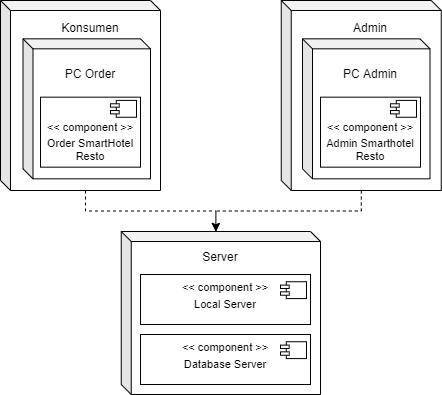 Konsumen
PC Order
<< component >>
Order SmartHotel
Resto
Admin
PC Admin
<< component >>
Admin Smarthotel
Resto
Server
<< component >>
Local Server
<< component >>
Database Server